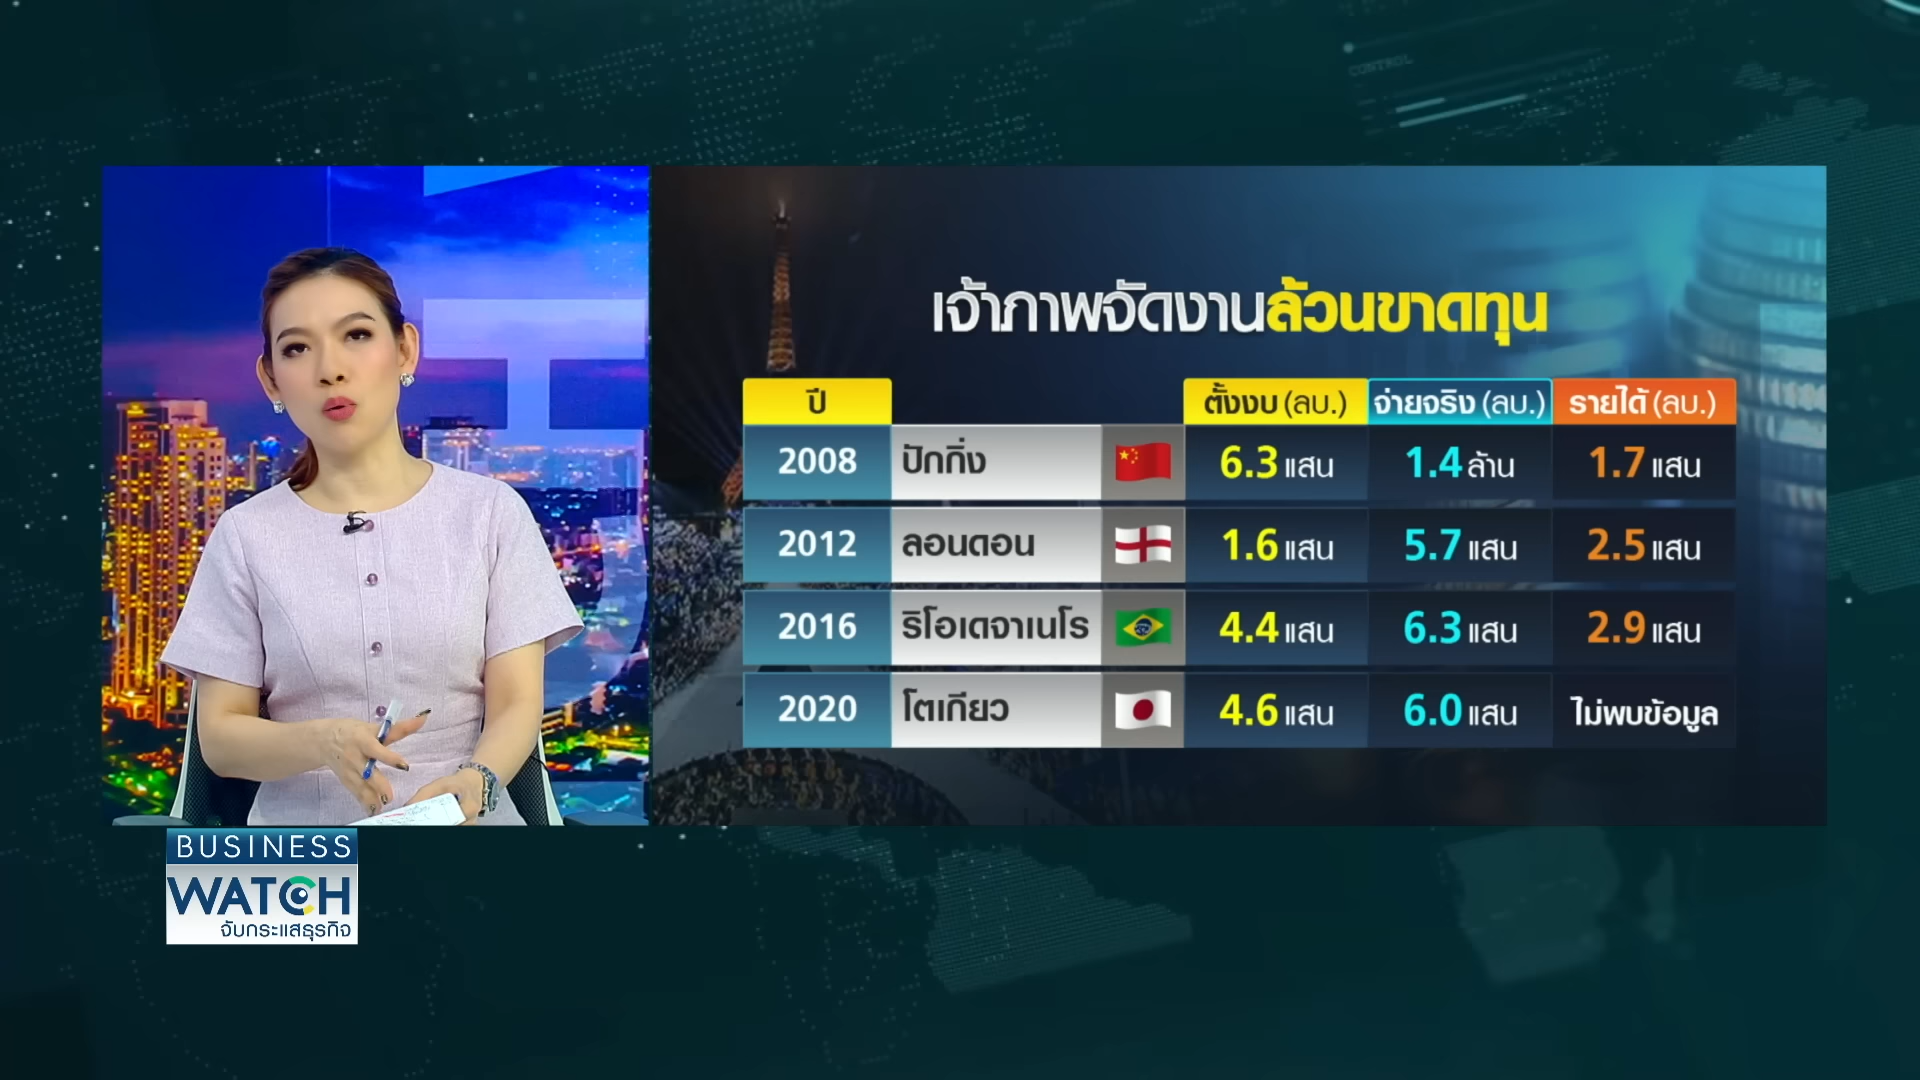 CONTROL
เจ้าภาพจัดงานล้วนขาดทุน
ปี ตั้งงบ (ลบ.) จ่ายจริง (ลบ.) รายได้ (ลบ.)
2008 ปักกิ่ง 6.3 แสน 1.4 ล้าน 1.7 แสน
2012 ลอนดอน 1.6 แสน 5.7 แสน 2.5 แสน
2016 ริโอเดจาเนโร 4.4 แสน 6.3 แสน 2.9 แสน
2020 โตเกียว 4.6 แสน 6.0 แสน ไม่พบข้อมูล
BUSINESS
WATCH
จับกระแสธุรกิจ